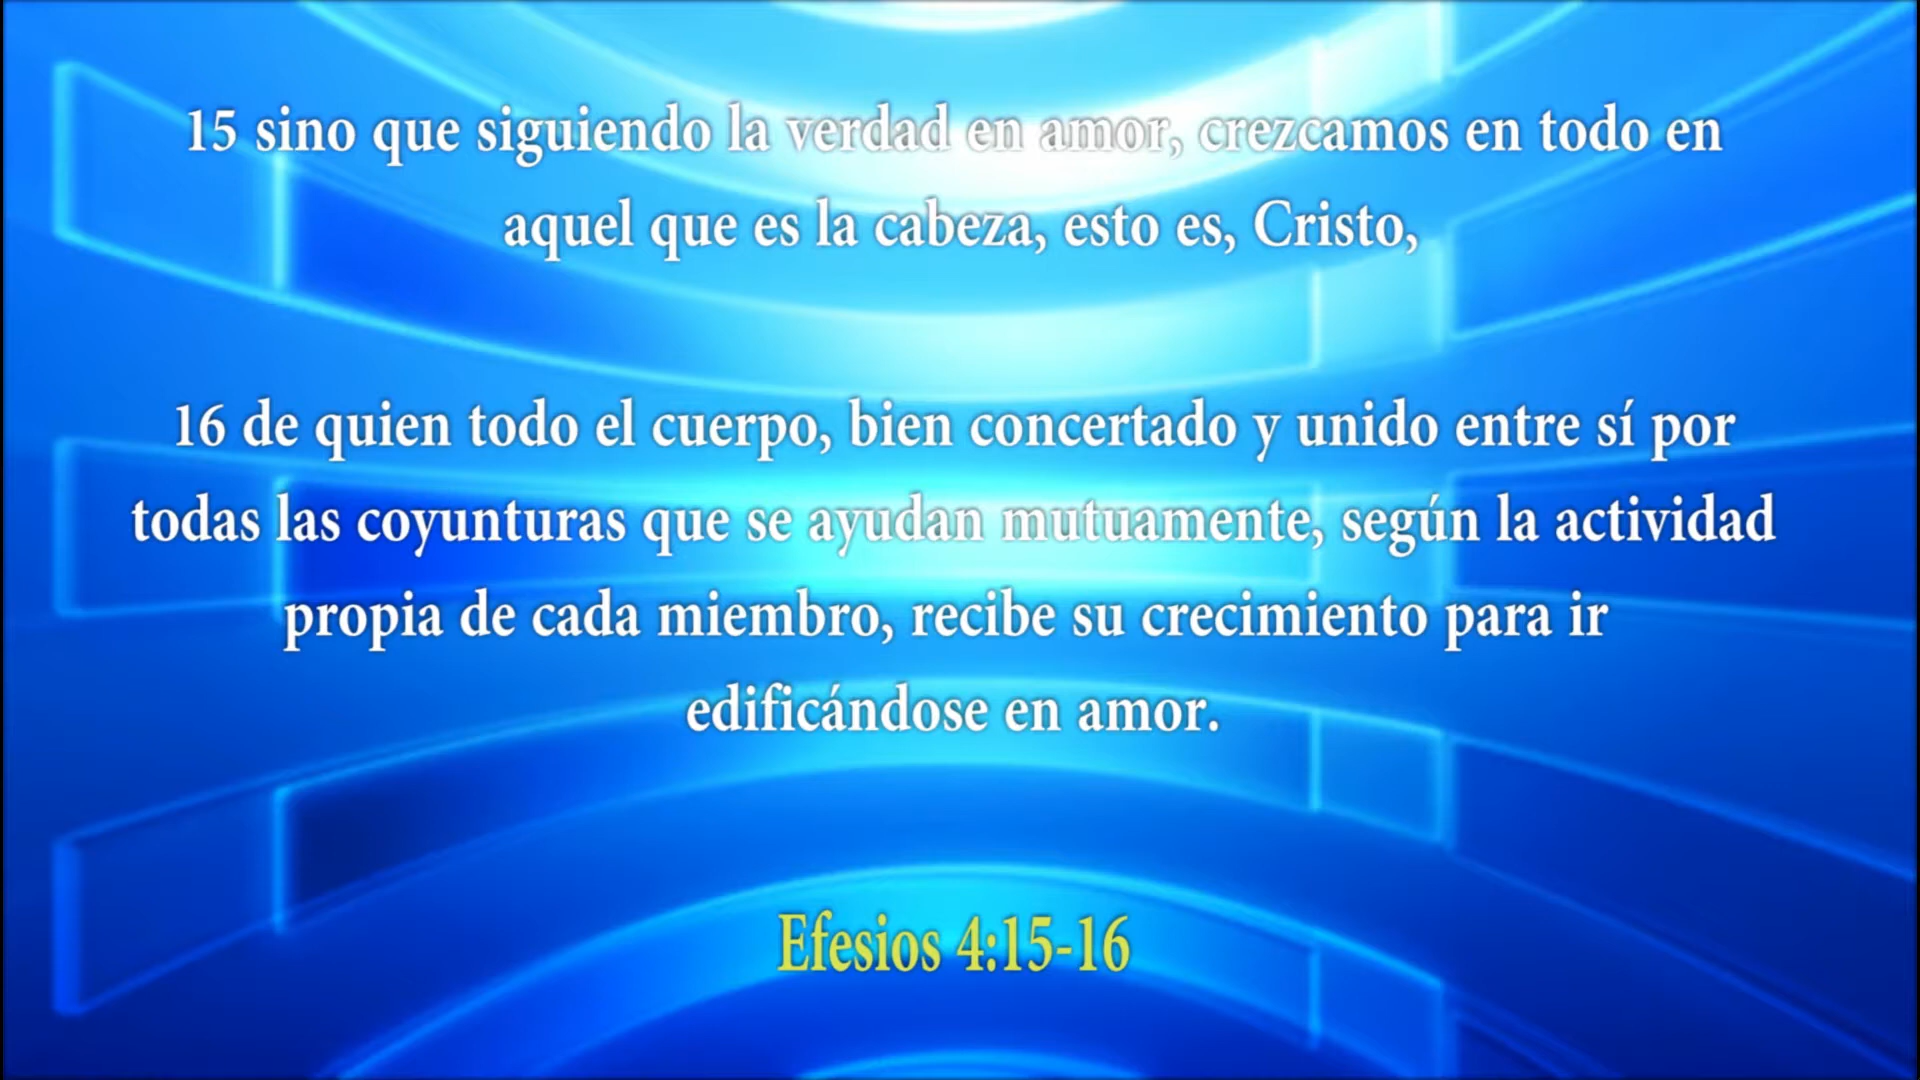 15 sino que siguiendo la verdad en amor, crezcamos en todo en
aquel que es la cabeza, esto es, Cristo,
16 de quien todo el cuerpo, bien concertado y unido entre sí por
todas las coyunturas que se ayudan mutuamente, según la actividad
propia de cada miembro, recibe su crecimiento para ir
edificándose en amor.
Efesios 4:15-16